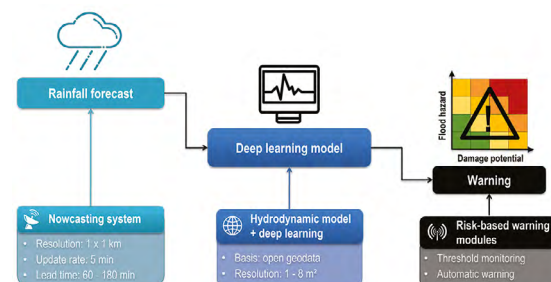 Rainfall forecast
Deep learning model
Flood hazard
Damage potential
Warning
Nowcasting system
• Resolution: 1 x 1 km
• Update rate: 5 min
• Lead time: 60 - 180 min
Hydrodynamic model
+ deep learning
• Basis: open geodata
• Resolution: 1 - 8 m²
Risk-based warning
modules
• Threshold monitoring
• Automatic warning